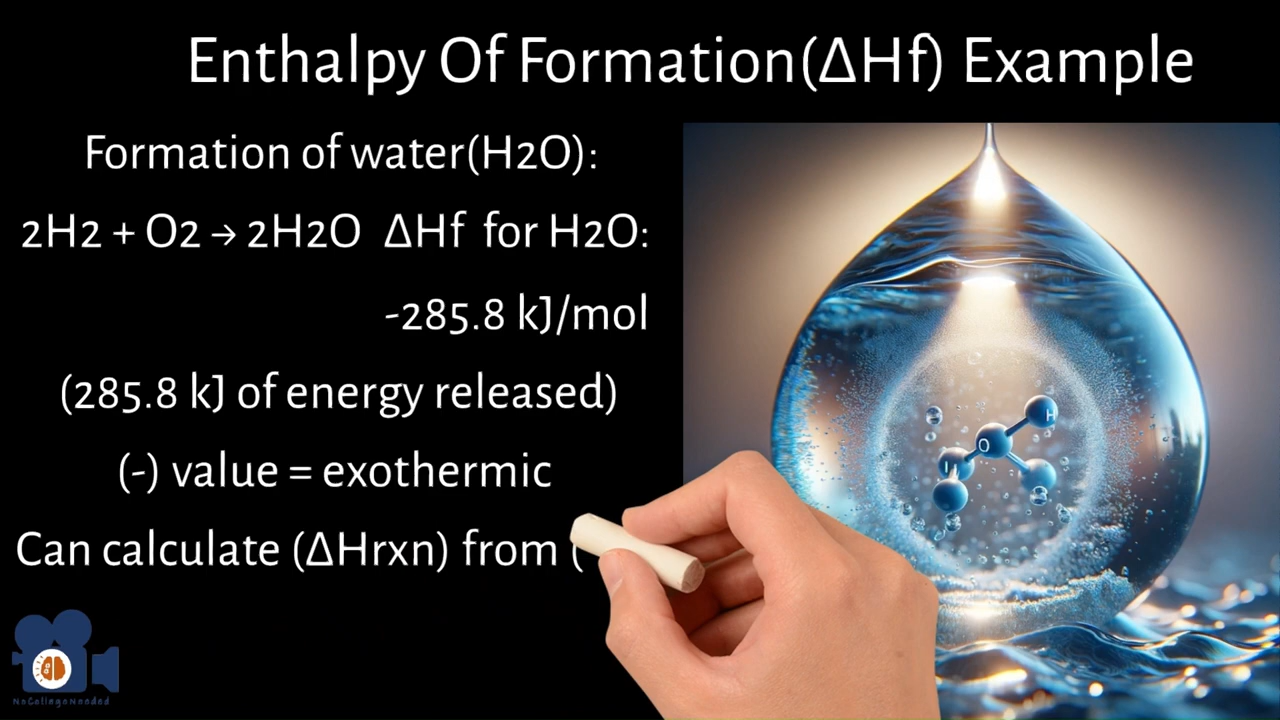 Enthalpy Of Formation(ΔHf) Example
Formation of water(H2O):
2H2 + O2 → 2H2O ΔHf for H2O:
-285.8 kJ/mol
(285.8 kJ of energy released)
(-) value = exothermic
Can calculate (ΔHrxn) from (
H
O
NoCollegeNeeded